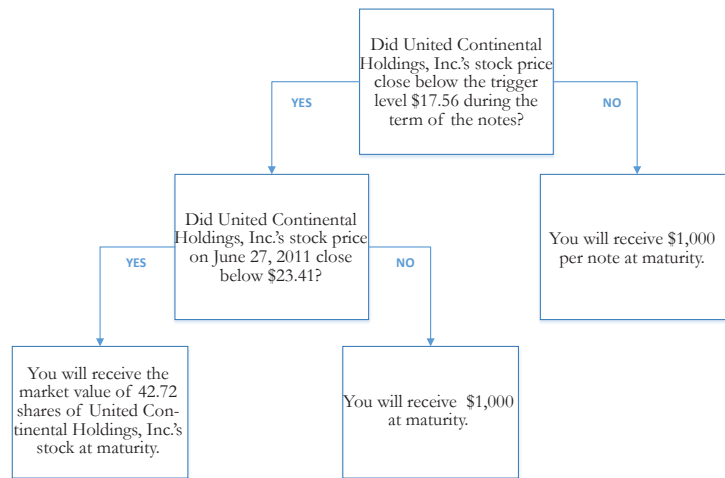 Did United Continental
Holdings, Inc.'s stock price
close below the trigger
level $17.56 during the
term of the notes?
YES
NO
Did United Continental
Holdings, Inc.'s stock price
on June 27, 2011 close
below $23.41?
You will receive $1,000
per note at maturity.
YES
NO
You will receive the
market value of 42.72
shares of United Con-
tinental Holdings, Inc.'s
stock at maturity.
You will receive $1,000
at maturity.